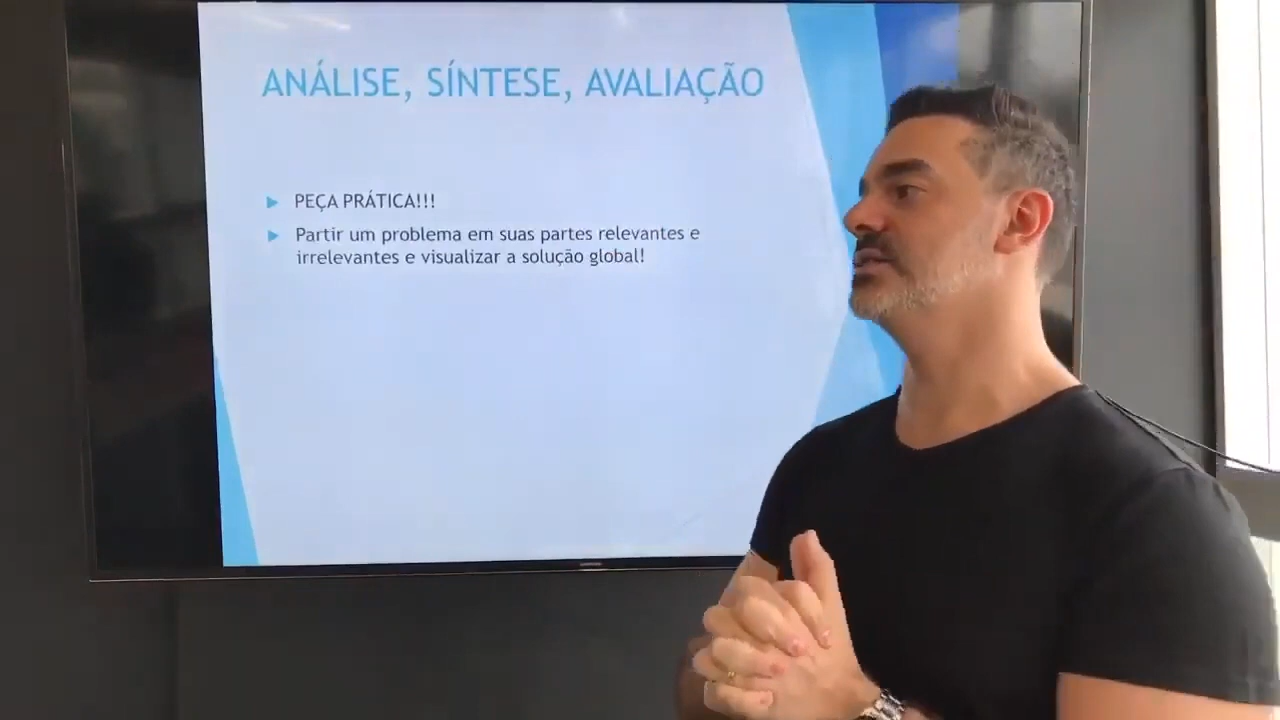 ANÁLISE, SÍNTESE, AVALIAÇÃO
PEÇA PRÁTICA!!!
Partir um problema em suas partes relevantes e
irrelevantes e visualizar a solução global!